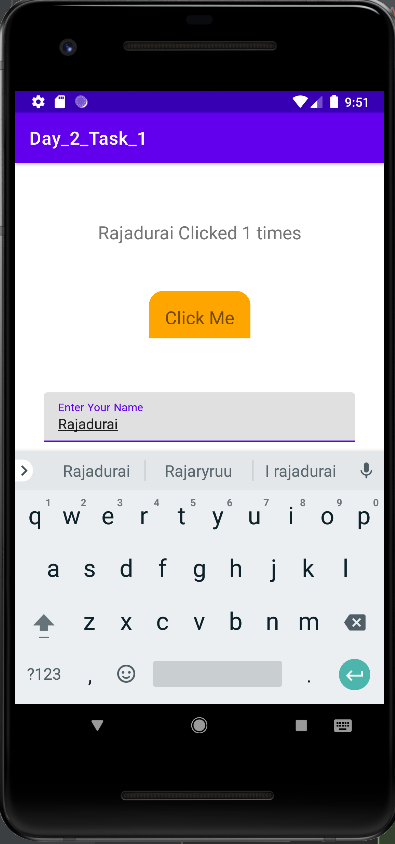 9:51
Day_2_Task_1
Rajadurai Clicked 1 times
Click Me
Enter Your Name
Rajadurai
Rajadurai Rajaryruu I rajadurai
1 2 3 4 5 6 7 8 9 0
q w e r t y u i o p
a s d f g h j k l
z x c v b n m
?123 , .